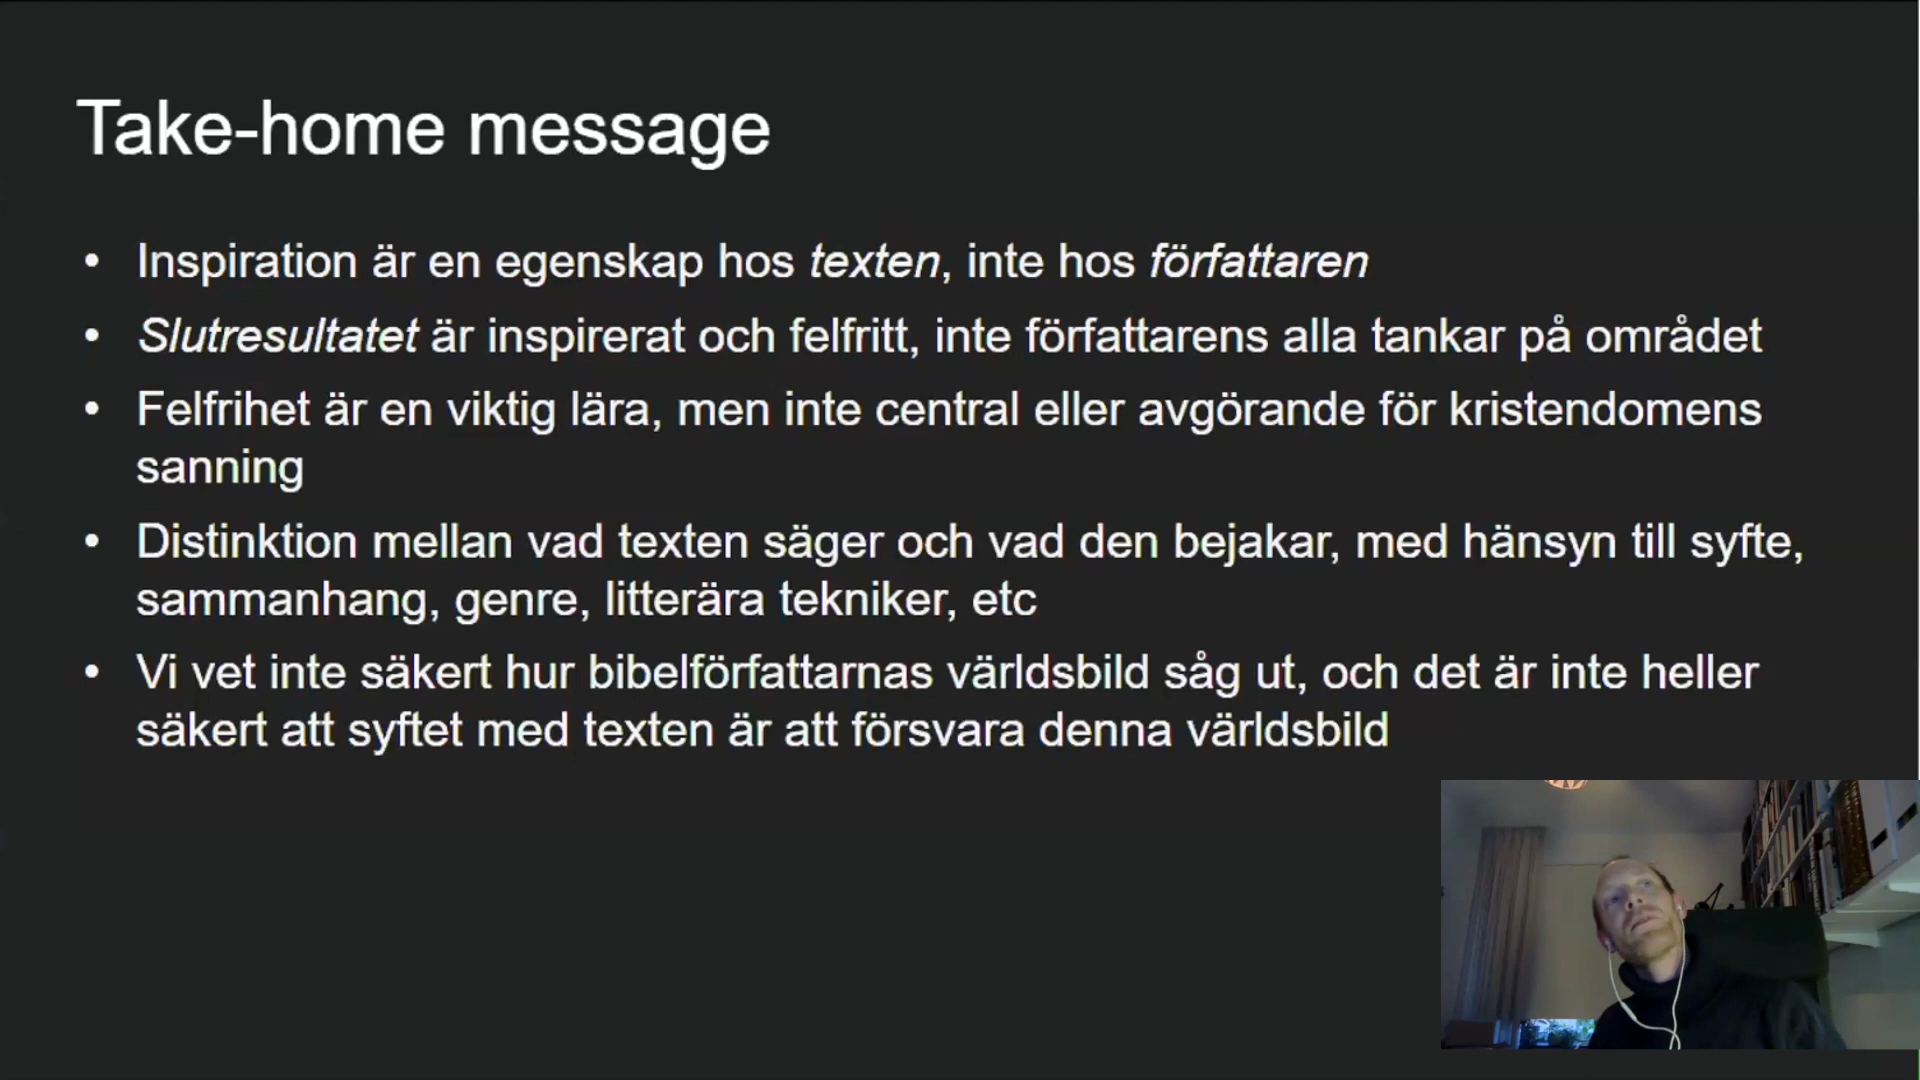 Take-home message
• Inspiration är en egenskap hos texten, inte hos författaren
• Slutresultatet är inspirerat och felfritt, inte författarens alla tankar på området
• Felfrihet är en viktig lära, men inte central eller avgörande för kristendomens
sanning
• Distinktion mellan vad texten säger och vad den bejakar, med hänsyn till syfte,
sammanhang, genre, litterära tekniker, etc
• Vi vet inte säkert hur bibelförfattarnas världsbild såg ut, och det är inte heller
säkert att syftet med texten är att försvara denna världsbild